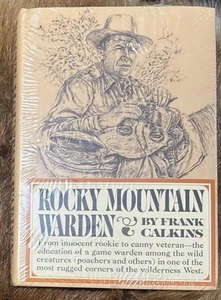 ROCKY MOUNTAIN
WARDEN BY FRANK
CALKINS
From innocent rookie to canny veteran—the
education of a game warden among the wild
creatures (poachers and others) in one of the
most rugged corners of the wilderness West.